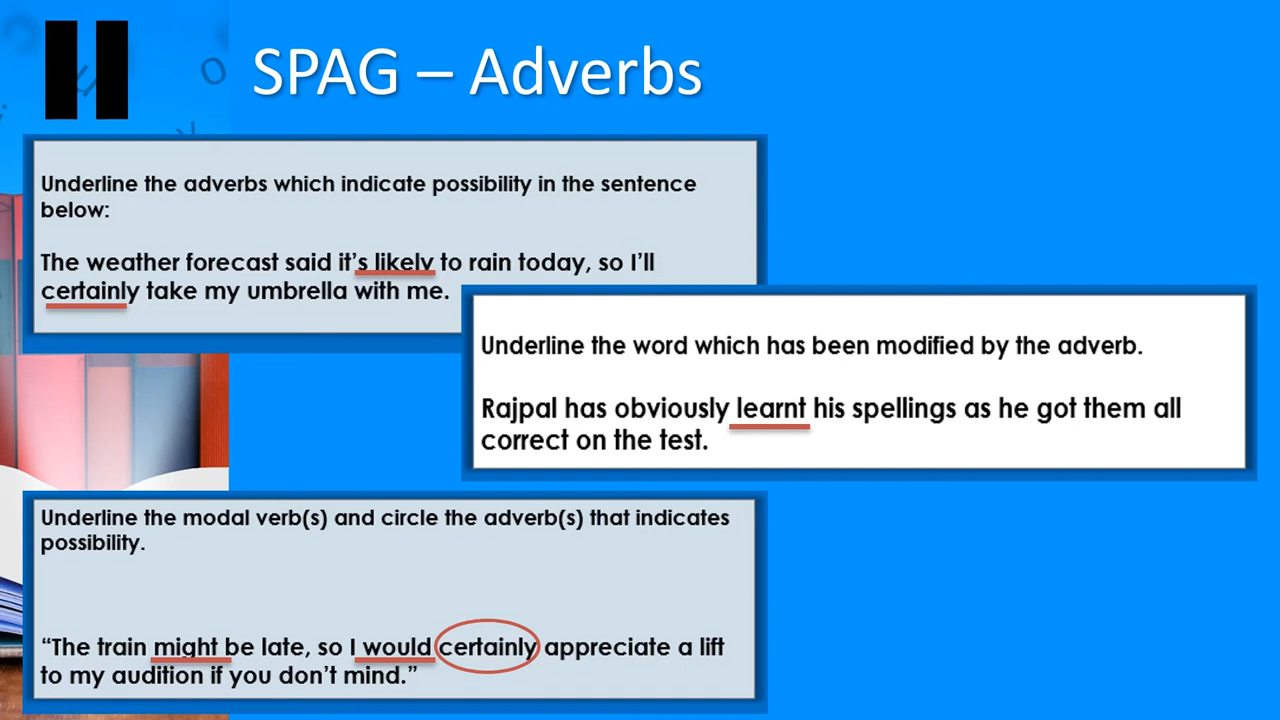 SPAG – Adverbs
Underline the adverbs which indicate possibility in the sentence
below:
The weather forecast said it’s likely to rain today, so I’ll
certainly take my umbrella with me.
Underline the word which has been modified by the adverb.
Rajpal has obviously learnt his spellings as he got them all
correct on the test.
Underline the modal verb(s) and circle the adverb(s) that indicates
possibility.
“The train might be late, so I would certainly appreciate a lift
to my audition if you don’t mind.”